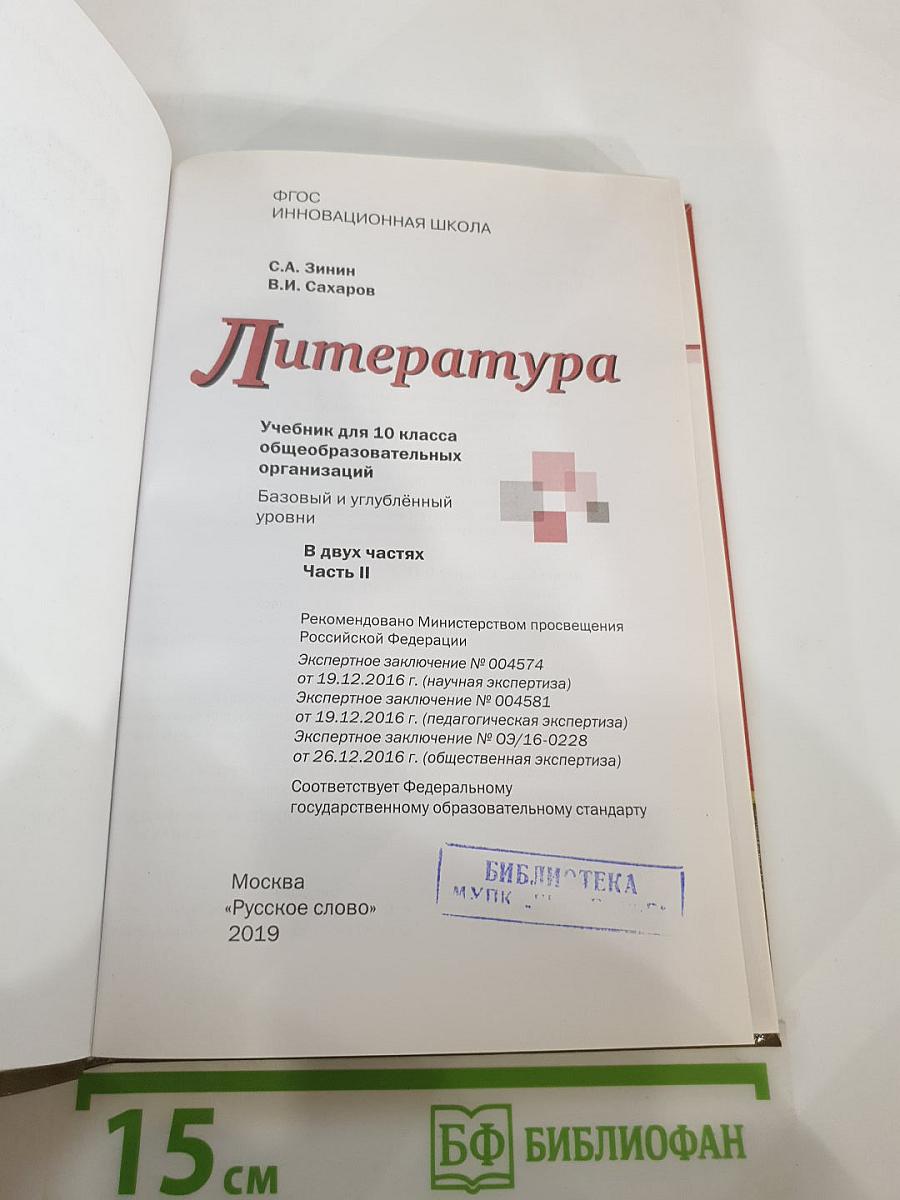 ФГОС
ИННОВАЦИОННАЯ ШКОЛА
С.А. Зинин
В.И. Сахаров
Литература
Учебник для 10 класса
общеобразовательных
организаций
Базовый и углублённый
уровни
В двух частях
Часть II
Рекомендовано Министерством просвещения
Российской Федерации
Экспертное заключение № 004574
от 19.12.2016 г. (научная экспертиза)
Экспертное заключение № 004581
от 19.12.2016 г. (педагогическая экспертиза)
Экспертное заключение № ОЭ/16-0228
от 26.12.2016 г. (общественная экспертиза)
Соответствует Федеральному
государственному образовательному стандарту
БИБЛИОТЕКА
МУПК
Москва
«Русское слово»
2019
15 см
БФ БИБЛИОФАН